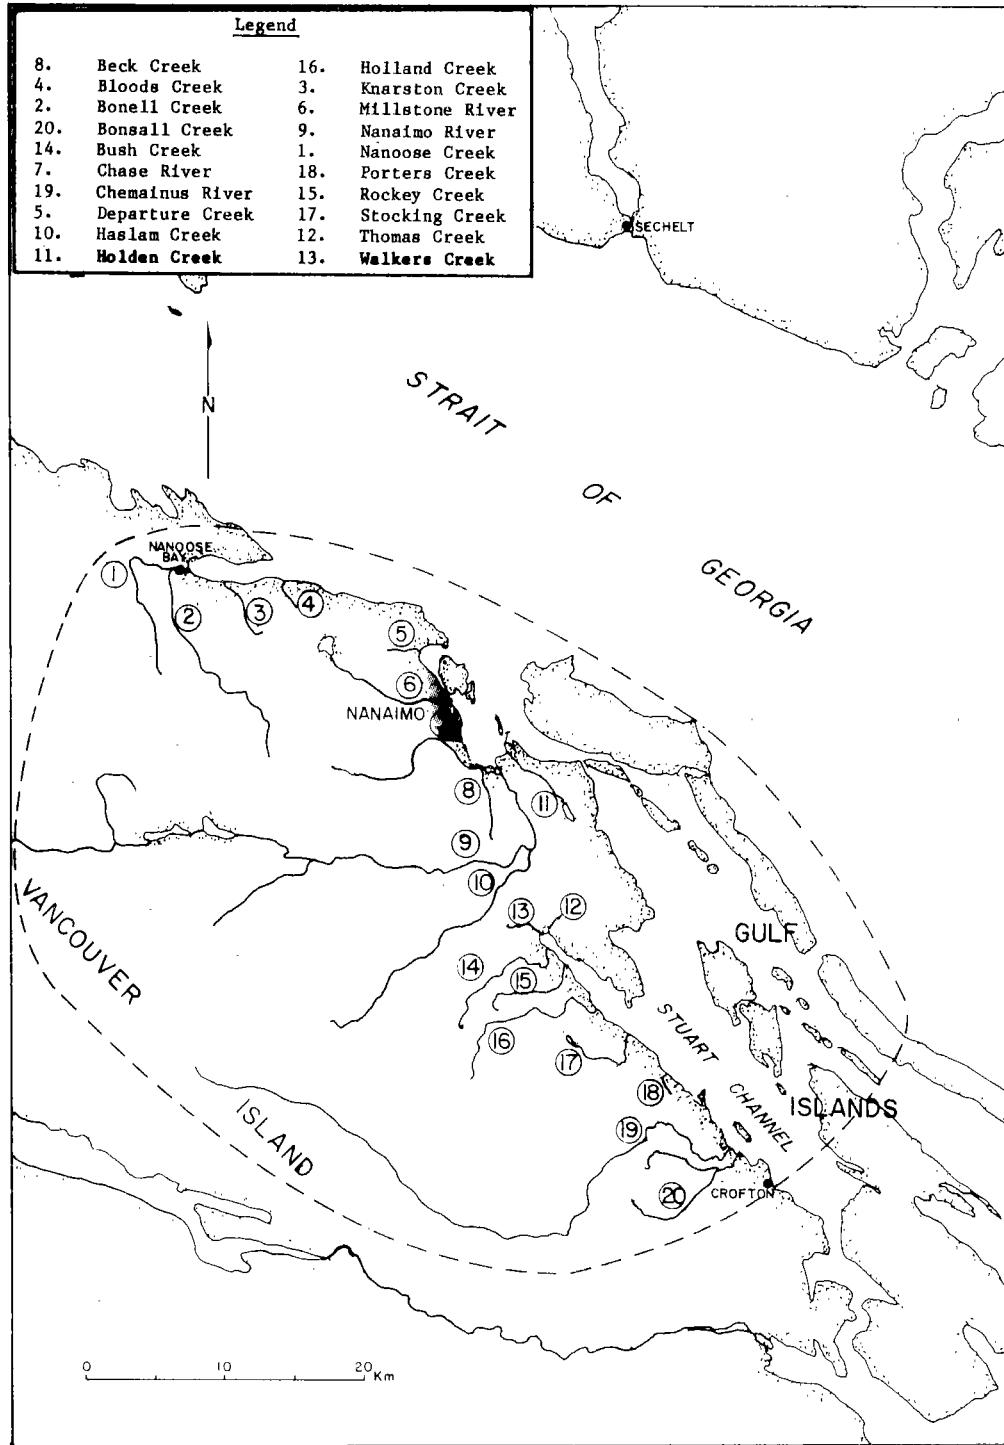 Legend
8. Beck Creek 16. Holland Creek
4. Bloods Creek 3. Knarston Creek
2. Bonell Creek 6. Millstone River
20. Bonsall Creek 9. Nanaimo River
14. Bush Creek 1. Nanoose Creek
7. Chase River 18. Porters Creek
19. Chemainus River 15. Rockey Creek
5. Departure Creek 17. Stocking Creek
10. Haslam Creek 12. Thomas Creek
11. Holden Creek 13. Walkers Creek
SECHELT
STRAIT
OF
GEORGIA
N
NANOOSE
BAY
1
2
3
4
5
6
NANAIMO
8
11
9
10
VANCOUVER
13
12
GULF
14
15
16
STUART
17
CHANNEL
18
ISLANDS
ISLAND
19
20
CROFTON
0 10 20
Km